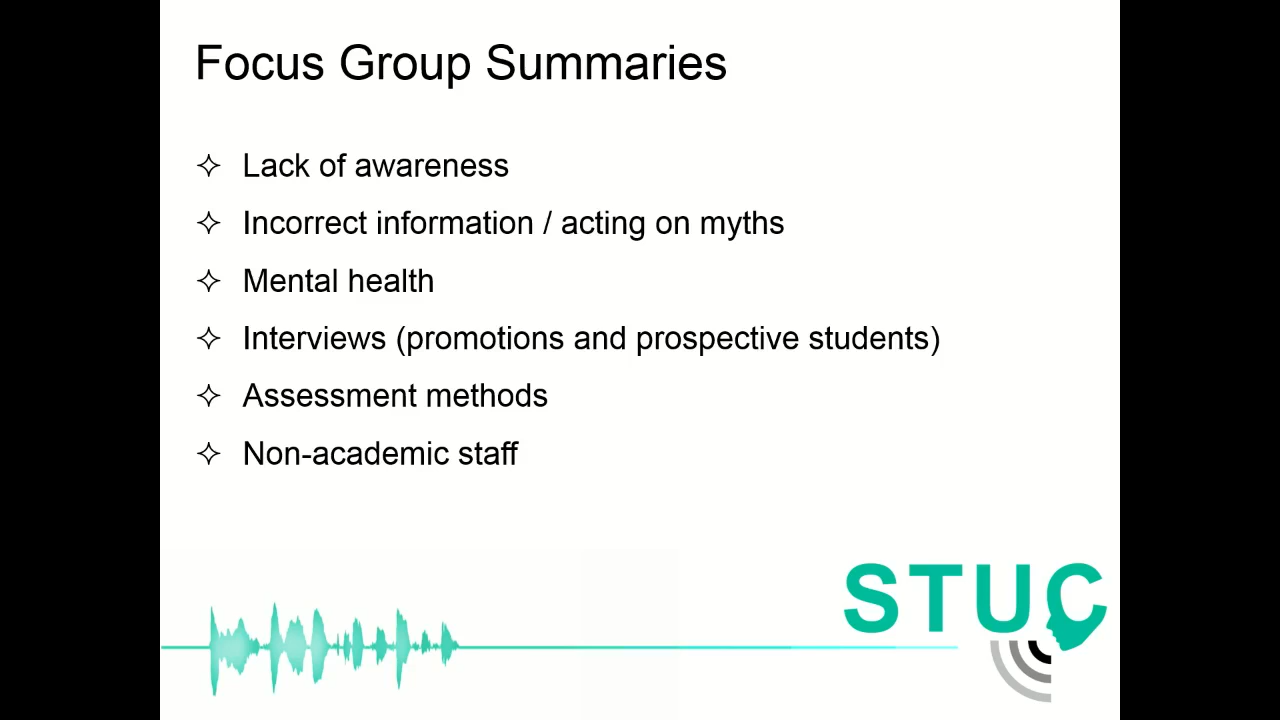 Focus Group Summaries
Lack of awareness
Incorrect information / acting on myths
Mental health
Interviews (promotions and prospective students)
Assessment methods
Non-academic staff
STUC